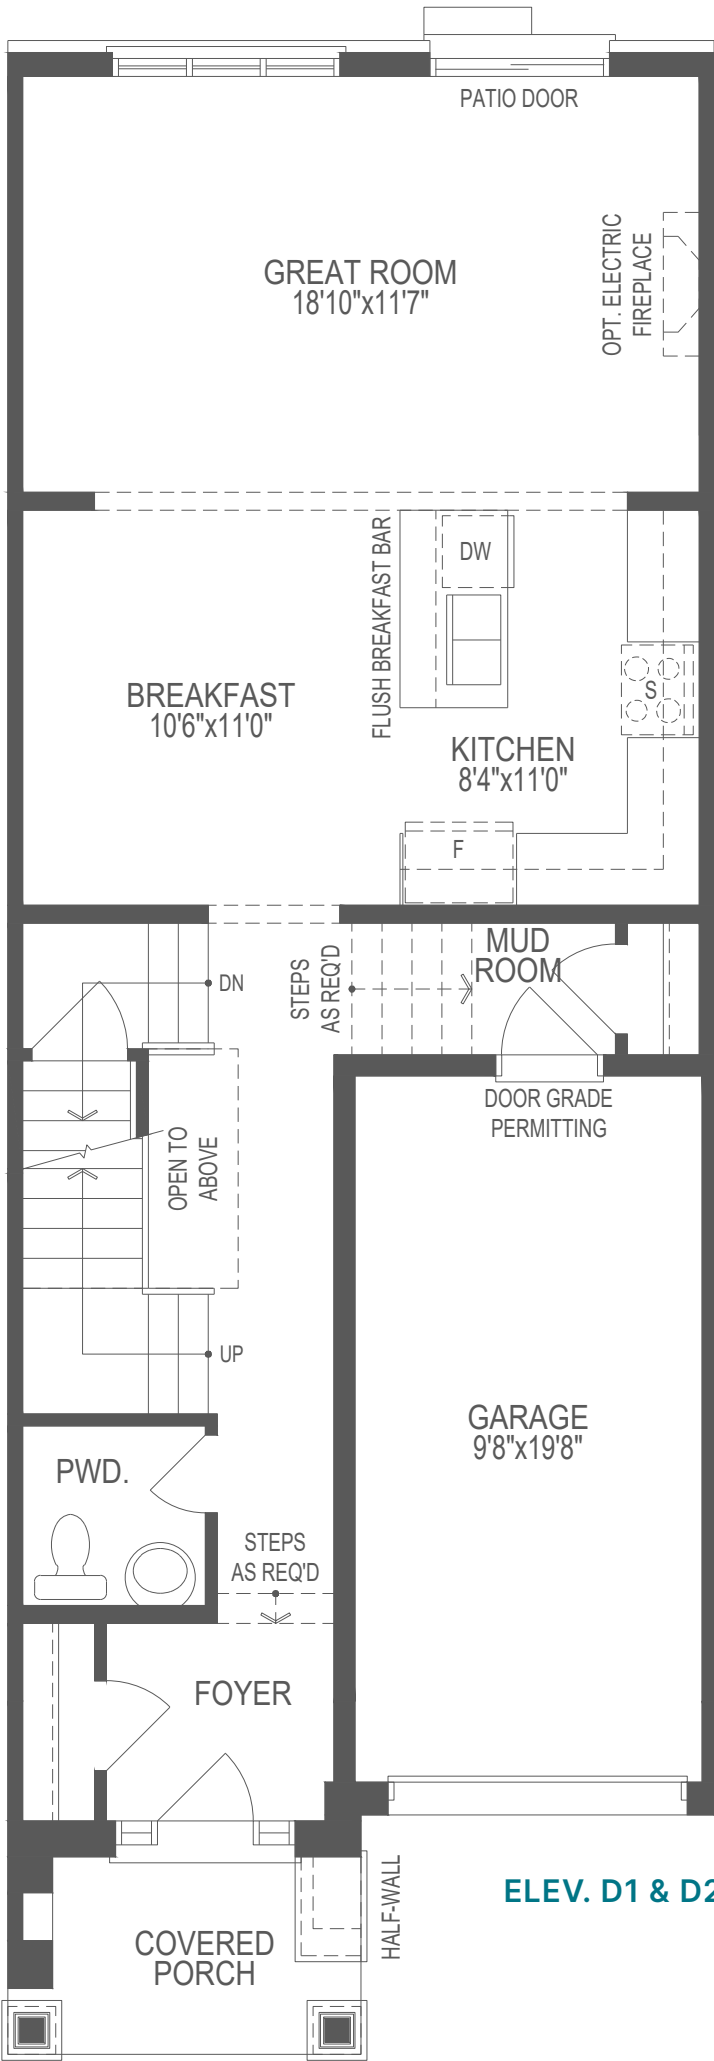 PATIO DOOR
GREAT ROOM
18'10"x11'7"
OPT. ELECTRIC
FIREPLACE
FLUSH BREAKFAST BAR
DW
BREAKFAST
10'6"x11'0"
S
KITCHEN
8'4"x11'0"
F
MUD
ROOM
STEPS
AS REQ'D
DN
DOOR GRADE
PERMITTING
OPEN TO
ABOVE
UP
GARAGE
9'8"x19'8"
PWD.
STEPS
AS REQ'D
FOYER
HALF-WALL
ELEV. D1 & D2
COVERED
PORCH